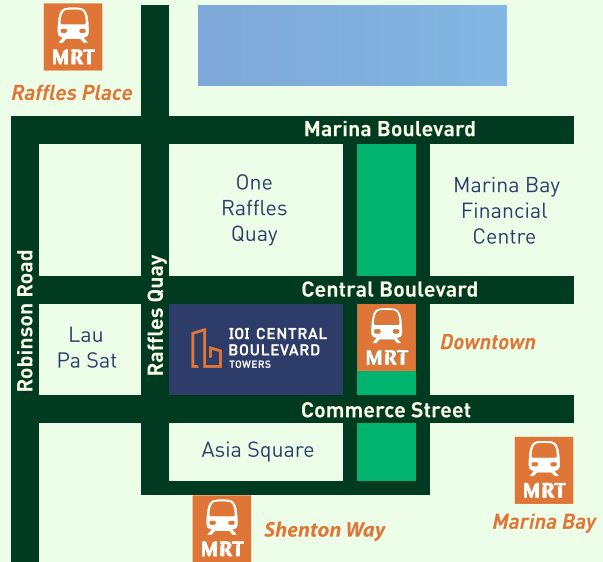 MRT
Raffles Place
Marina Boulevard
One
Raffles
Quay
Marina Bay
Financial
Centre
Robinson Road
Raffles Quay
Central Boulevard
Lau
Pa Sat
IOI CENTRAL
BOULEVARD
TOWERS
MRT
Downtown
Commerce Street
Asia Square
MRT
Marina Bay
MRT
Shenton Way